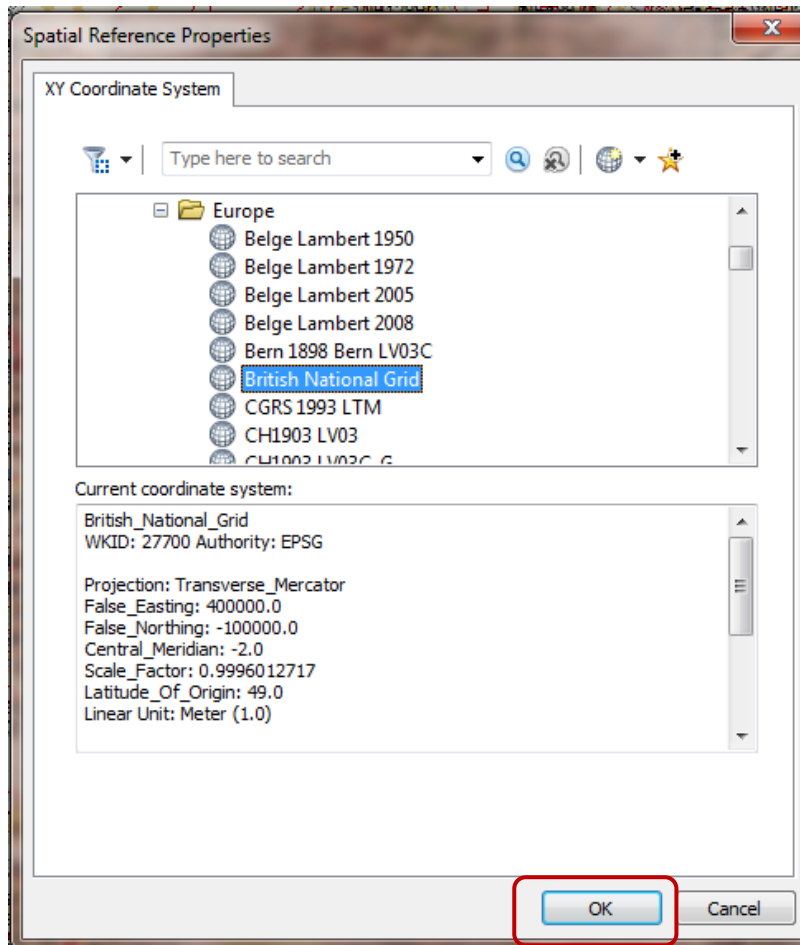 Spatial Reference Properties
XY Coordinate System
Type here to search
Europe
Belge Lambert 1950
Belge Lambert 1972
Belge Lambert 2005
Belge Lambert 2008
Bern 1898 Bern LV03C
British National Grid
CGRS 1993 LTM
CH1903 LV03
CH1903 LV03C_G
Current coordinate system:
British_National_Grid
WKID: 27700 Authority: EPSG
Projection: Transverse_Mercator
False_Easting: 400000.0
False_Northing: -100000.0
Central_Meridian: -2.0
Scale_Factor: 0.9996012717
Latitude_Of_Origin: 49.0
Linear Unit: Meter (1.0)
OK
Cancel